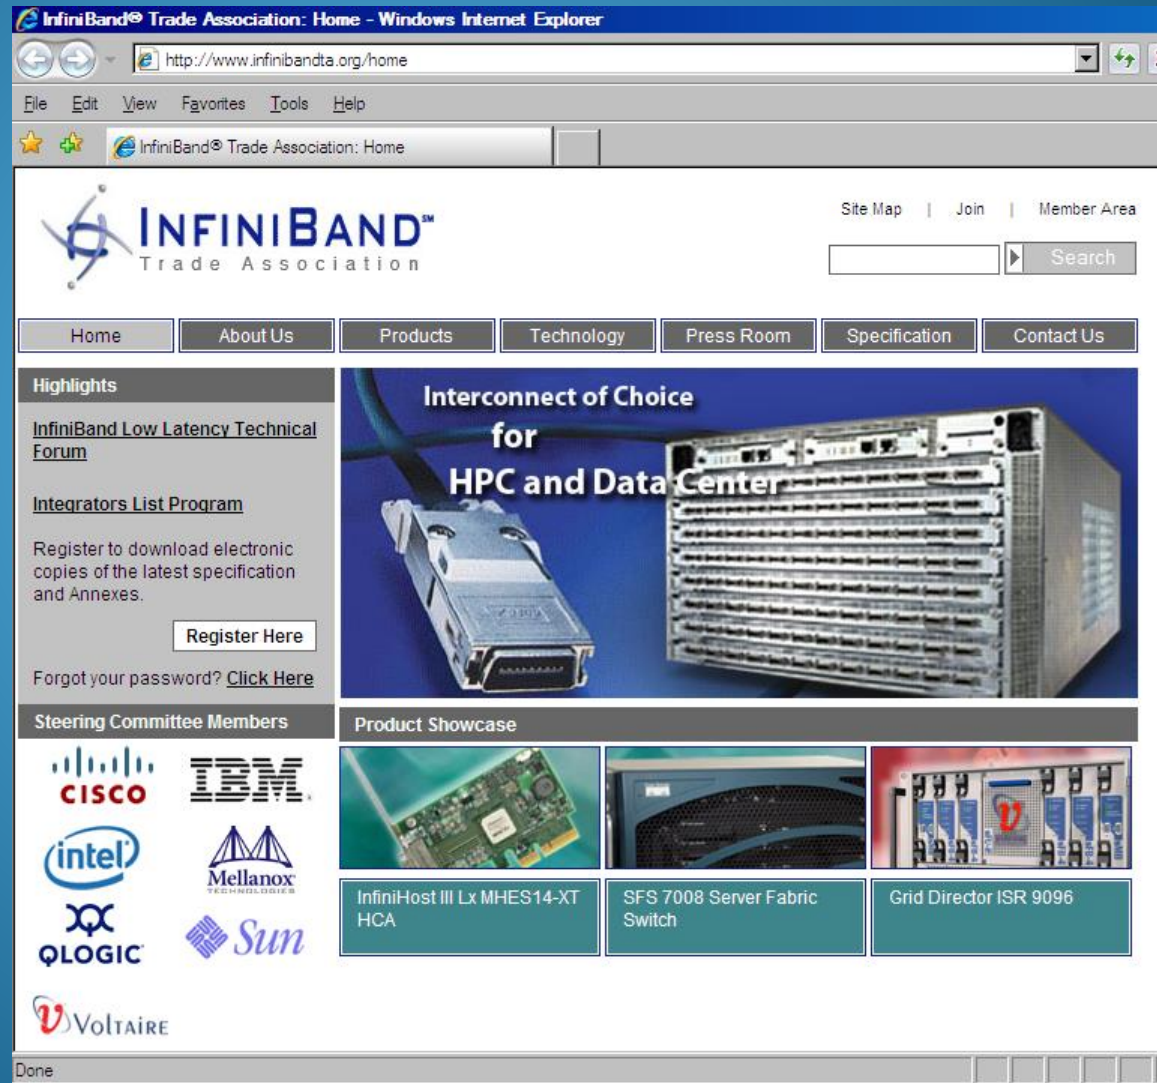 InfiniBand® Trade Association: Home - Windows Internet Explorer
http://www.infinibandta.org/home
File Edit View Favorites Tools Help
InfiniBand® Trade Association: Home
INFINIBAND℠
Trade Association
Site Map | Join | Member Area
Search
Home About Us Products Technology Press Room Specification Contact Us
Highlights
InfiniBand Low Latency Technical
Forum
Integrators List Program
Register to download electronic
copies of the latest specification
and Annexes.
Register Here
Forgot your password? Click Here
Interconnect of Choice
for
HPC and Data Center
Steering Committee Members
CISCO
IBM
intel
Mellanox
TECHNOLOGIES
QLOGIC
Sun
VOLTAIRE
Product Showcase
InfiniHost III Lx MHES14-XT
HCA
SFS 7008 Server Fabric
Switch
Grid Director ISR 9096
Done